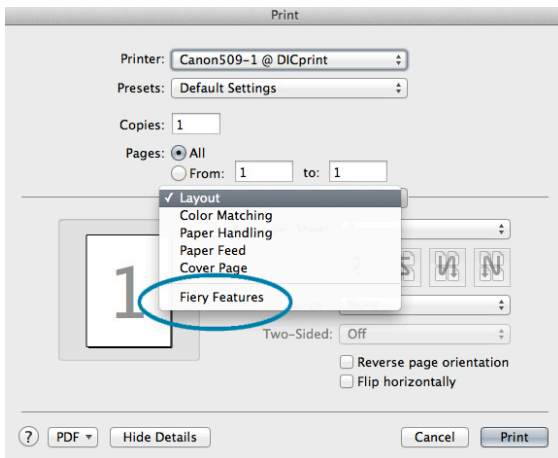 Print
Printer: Canon509-1 @ DICprint
Presets: Default Settings
Copies: 1
Pages: All
From: 1 to: 1
✓ Layout
Color Matching
Paper Handling
Paper Feed
Cover Page
Fiery Features
1
Two-Sided: Off
Reverse page orientation
Flip horizontally
? PDF Hide Details Cancel Print